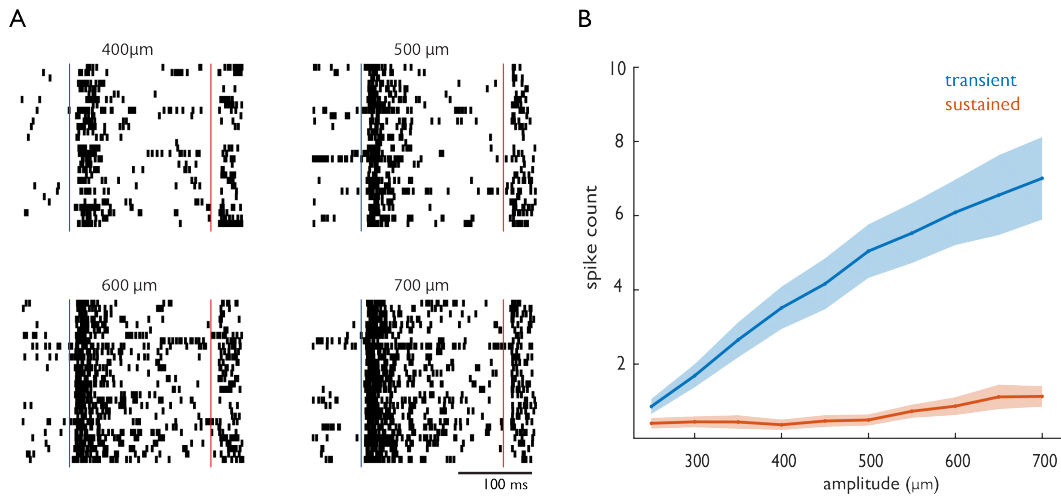 A
400μm
500 μm
600 μm
700 μm
100 ms
B
10
8
6
4
2
spike count
transient
sustained
300 400 500 600 700
amplitude (μm)